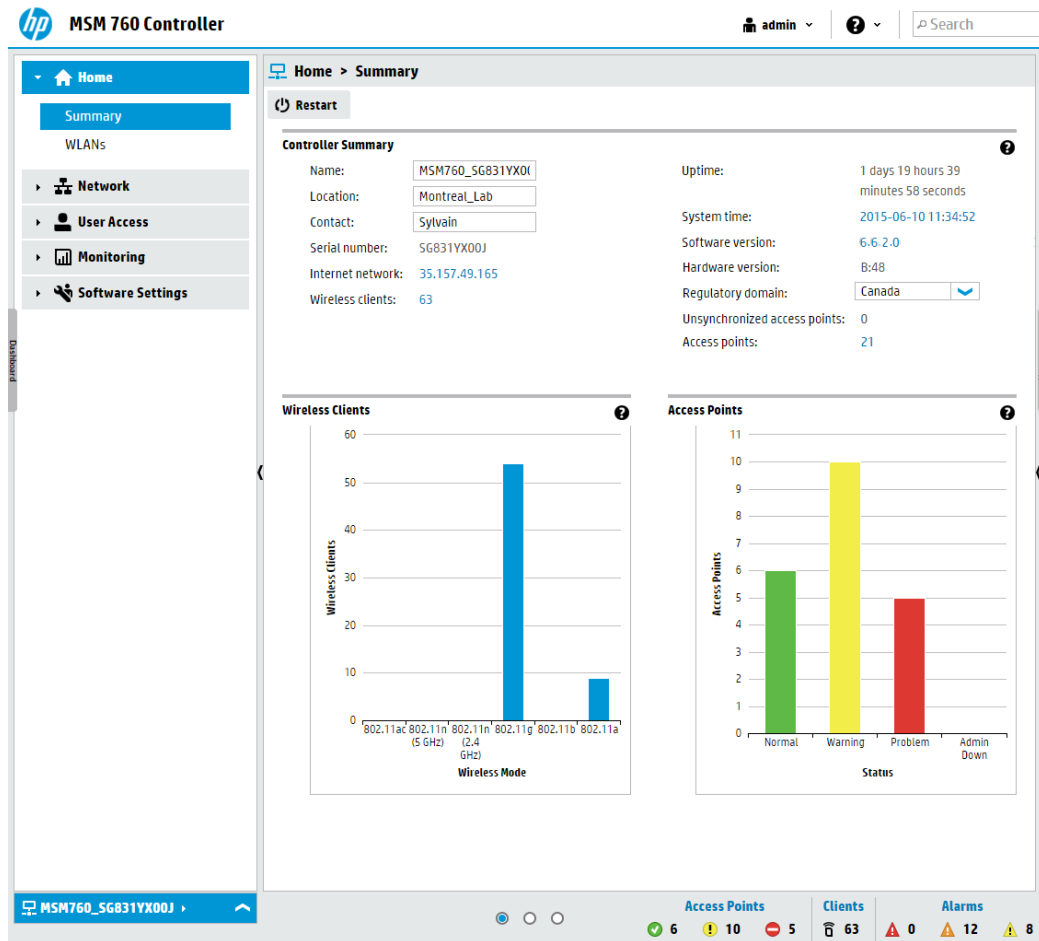 hp MSM 760 Controller admin ? Search
Home
Summary
WLANs
Network
User Access
Monitoring
Software Settings
Dashboard
Home > Summary
Restart
Controller Summary ?
Name: MSM760_SG831YX0(
Location: Montreal_Lab
Contact: Sylvain
Serial number: SG831YX00J
Internet network: 35.157.49.165
Wireless clients: 63
Uptime: 1 days 19 hours 39
minutes 58 seconds
System time: 2015-06-10 11:34:52
Software version: 6.6.2.0
Hardware version: B:48
Regulatory domain: Canada
Unsynchronized access points: 0
Access points: 21
Wireless Clients ?
60
50
40
30
20
10
0
Wireless Clients
802.11ac 802.11n 802.11n 802.11g 802.11b 802.11a
(5 GHz) (2.4
GHz)
Wireless Mode
Access Points ?
11
10
9
8
7
6
5
4
3
2
1
0
Access Points
Normal Warning Problem Admin
Down
Status
MSM760_SG831YX00J
Access Points Clients Alarms
6 ! 10 5 63 0 12 8